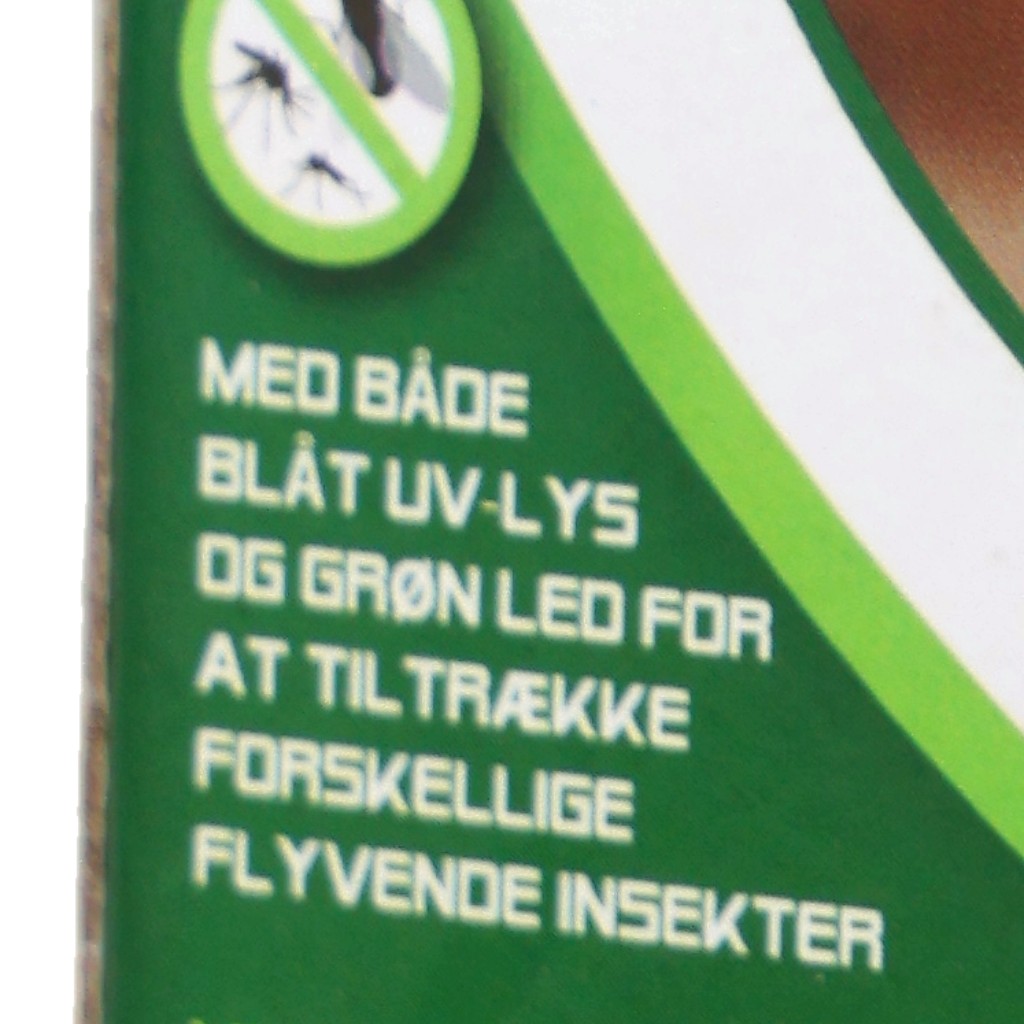 MED BÅDE
BLÅT UV-LYS
OG GRØN LED FOR
AT TILTRÆKKE
FORSKELLIGE
FLYVENDE INSEKTER